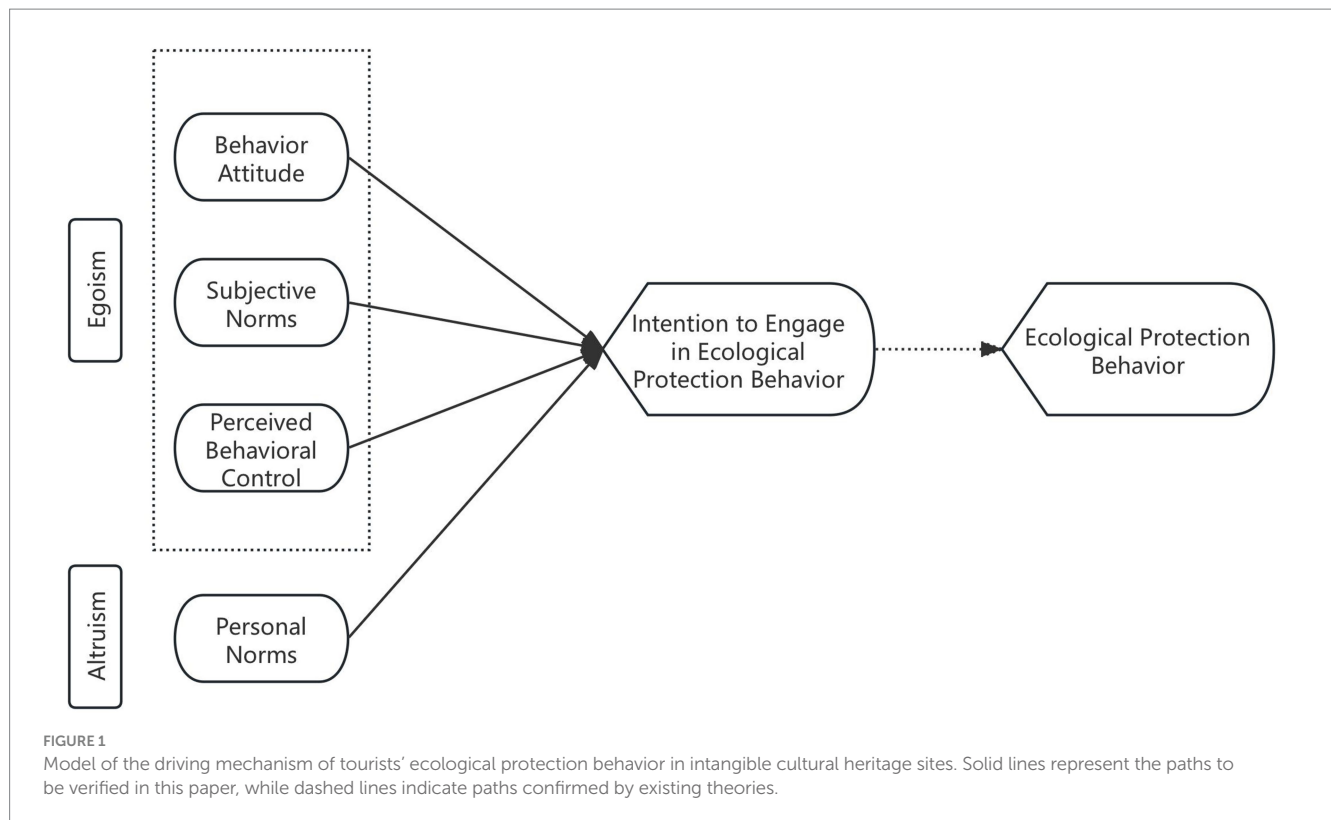 Egoism
Behavior
Attitude
Subjective
Norms
Perceived
Behavioral
Control
Altruism
Personal
Norms
Intention to Engage
in Ecological
Protection Behavior
Ecological Protection
Behavior
FIGURE 1
Model of the driving mechanism of tourists’ ecological protection behavior in intangible cultural heritage sites. Solid lines represent the paths to
be verified in this paper, while dashed lines indicate paths confirmed by existing theories.